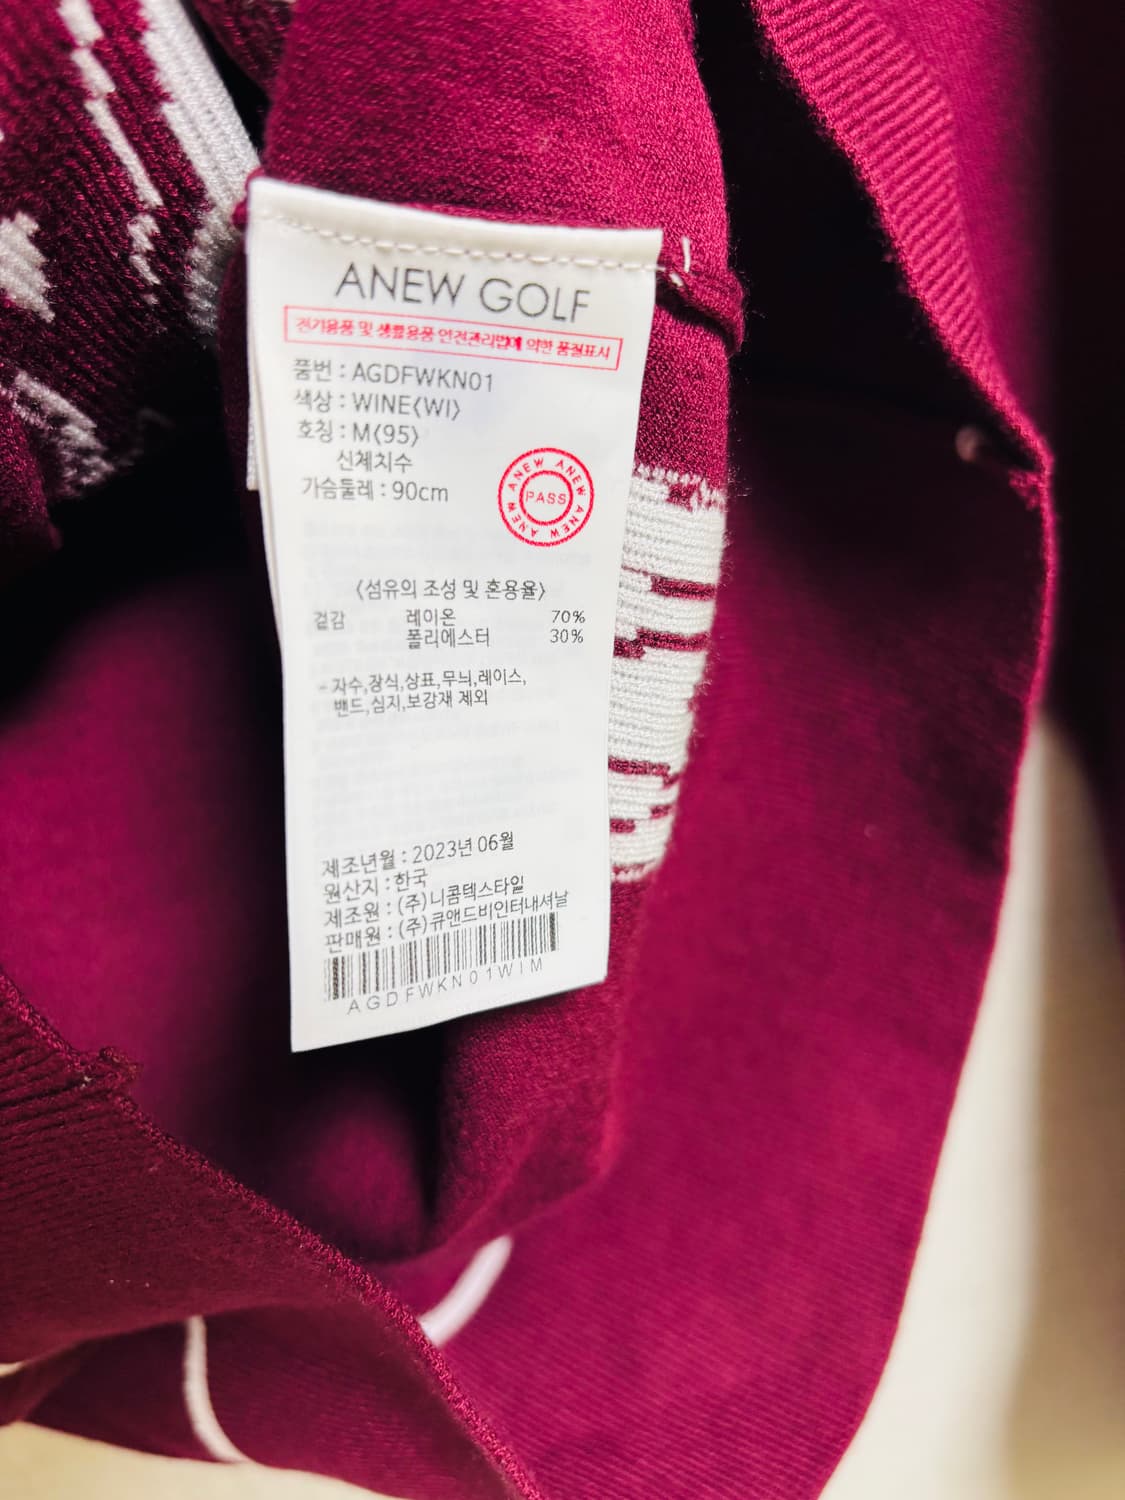 ANEW GOLF
전기용품 및 생활용품 안전관리법에 의한 품질표시
품번 : AGDFWKN01
색상 : WINE(WI)
호칭 : M(95)
신체치수
가슴둘레 : 90cm
ANEW ANEW ANEW ANEW
PASS
<섬유의 조성 및 혼용율>
겉감 레이온 70%
폴리에스터 30%
- 자수,장식,상표,무늬,레이스,
밴드,심지,보강재 제외
제조년월 : 2023년 06월
원산지 : 한국
제조원 : (주)니콤텍스타일
판매원 : (주)큐앤드비인터내셔날
AGDFWKN01WIM